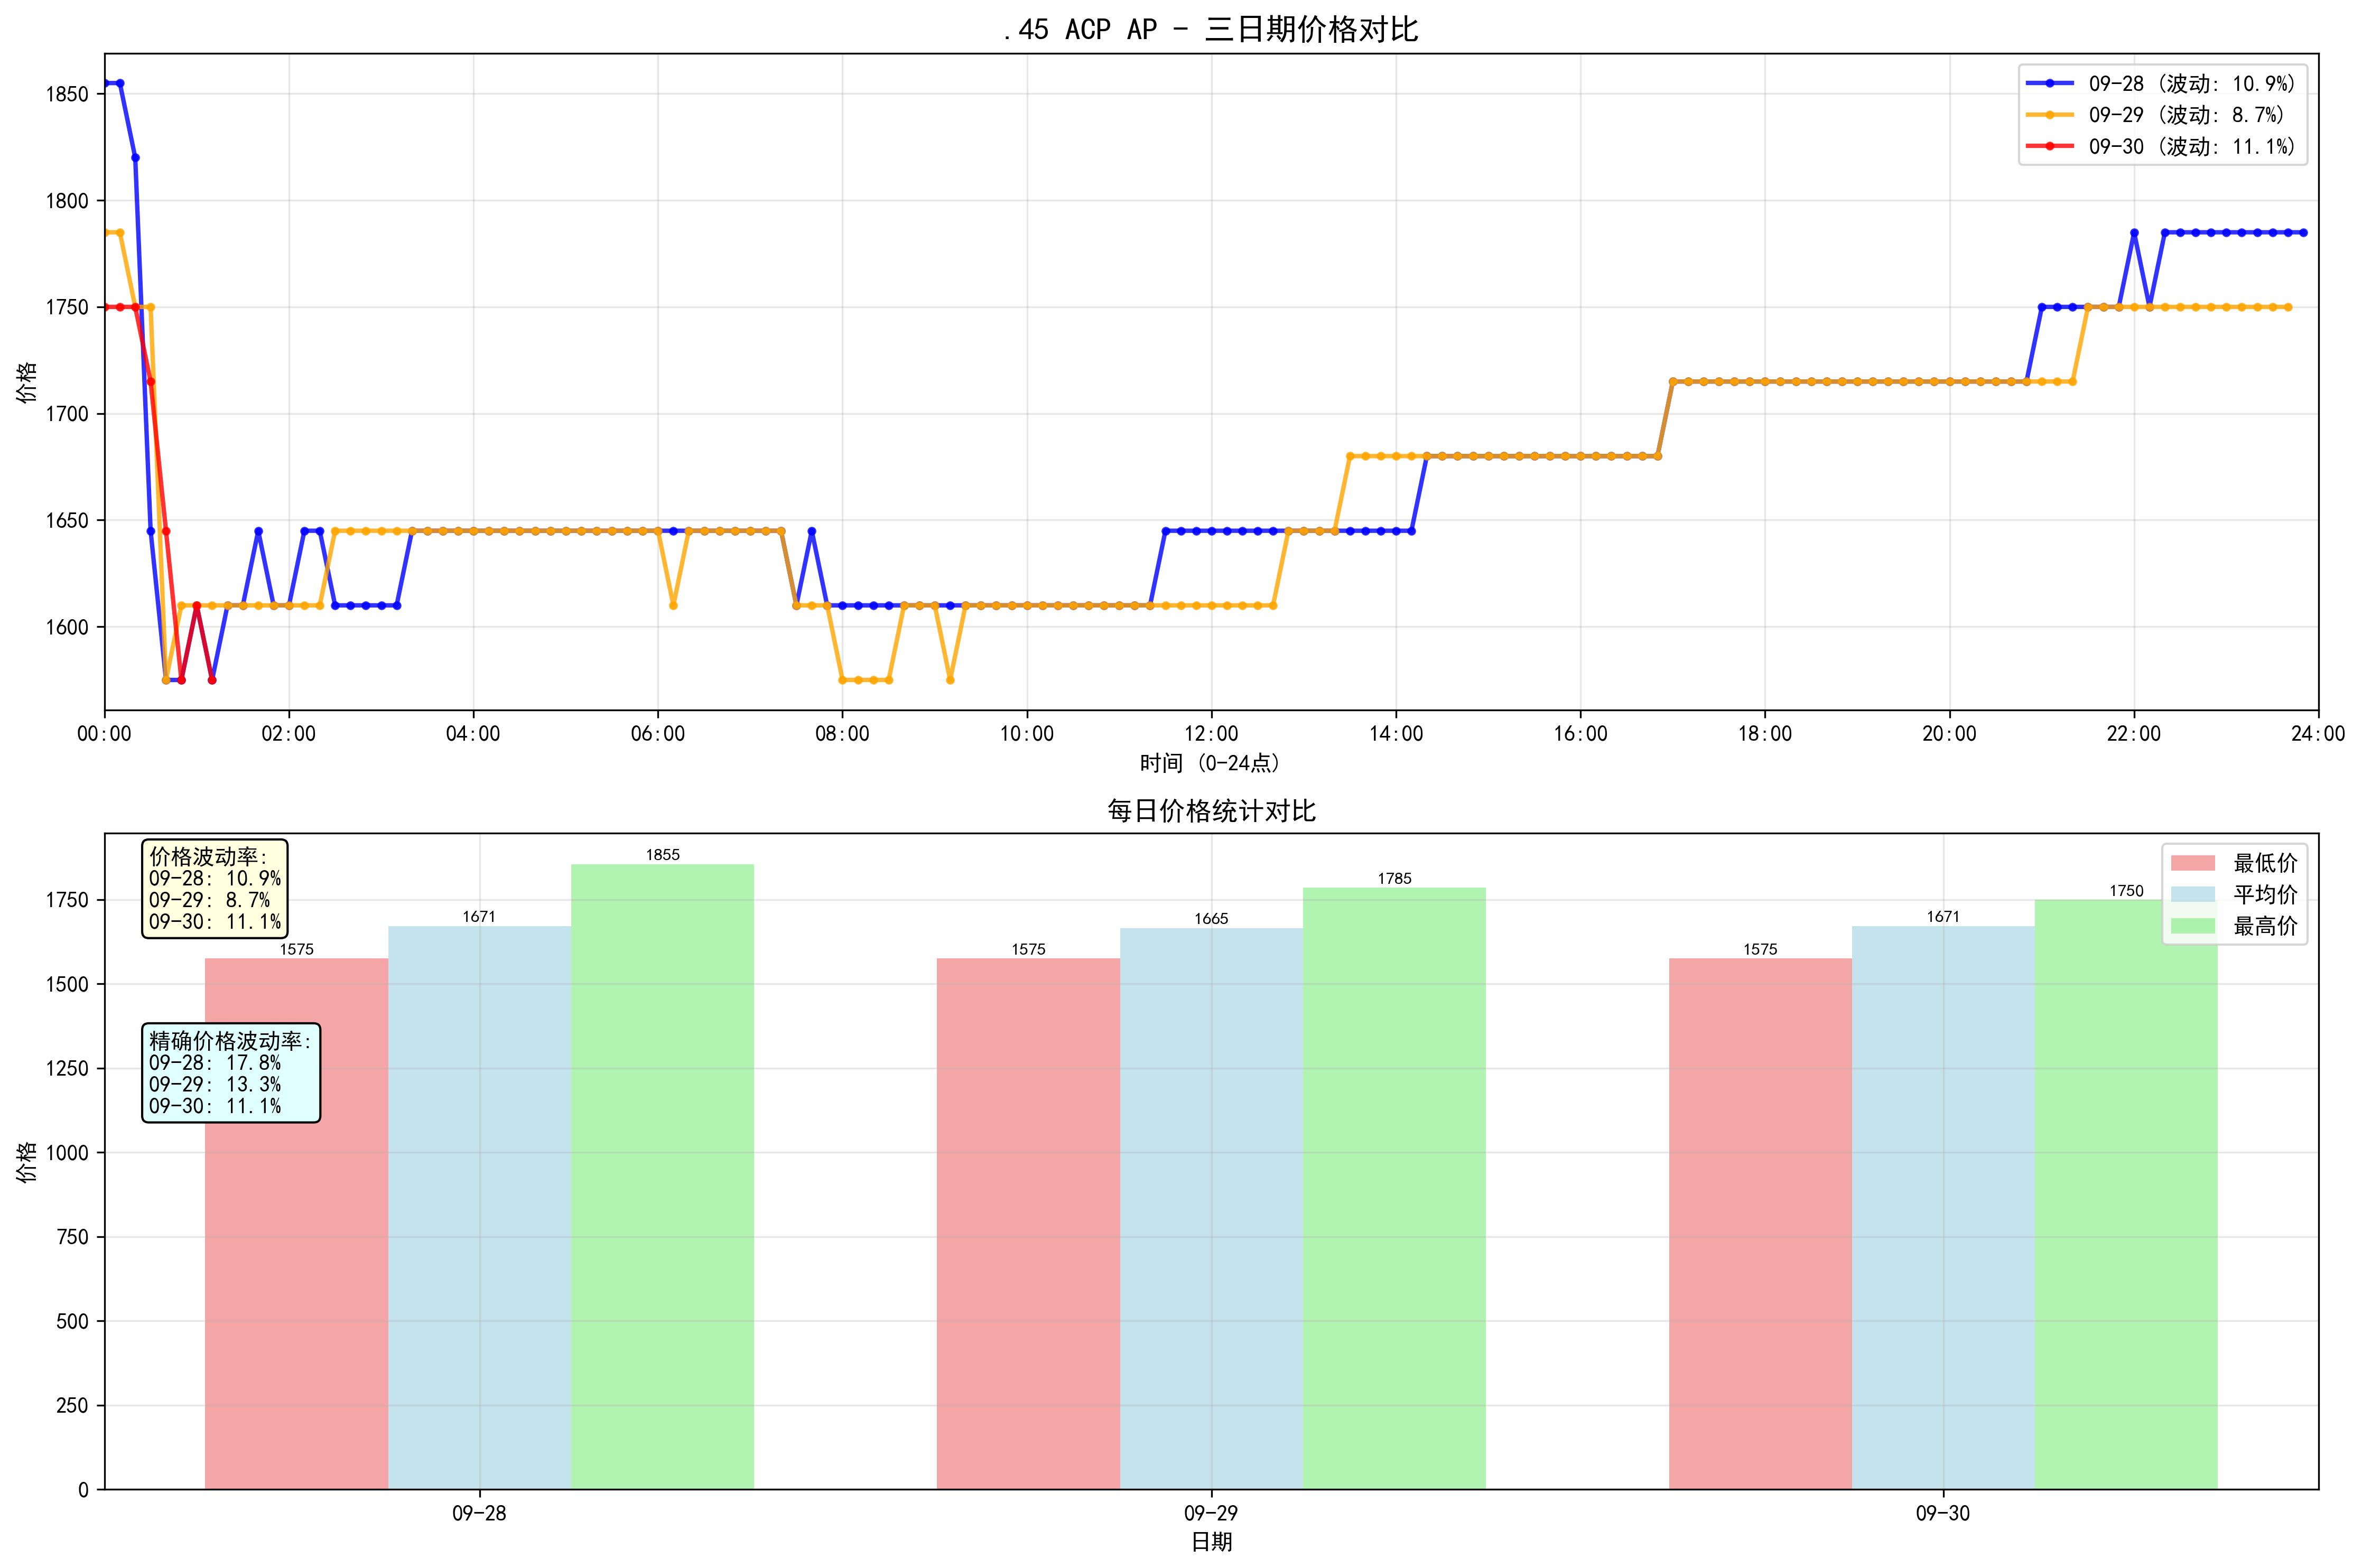 .45 ACP AP - 三日期价格对比
09-28 (波动: 10.9%)
09-29 (波动: 8.7%)
09-30 (波动: 11.1%)
价格
1850
1800
1750
1700
1650
1600
00:00 02:00 04:00 06:00 08:00 10:00 12:00 14:00 16:00 18:00 20:00 22:00 24:00
时间 (0-24点)
每日价格统计对比
价格波动率:
09-28: 10.9%
09-29: 8.7%
09-30: 11.1%
精确价格波动率:
09-28: 17.8%
09-29: 13.3%
09-30: 11.1%
最低价
平均价
最高价
1575 1671 1855
1575 1665 1785
1575 1671 1750
价格
1750
1500
1250
1000
750
500
250
0
09-28 09-29 09-30
日期